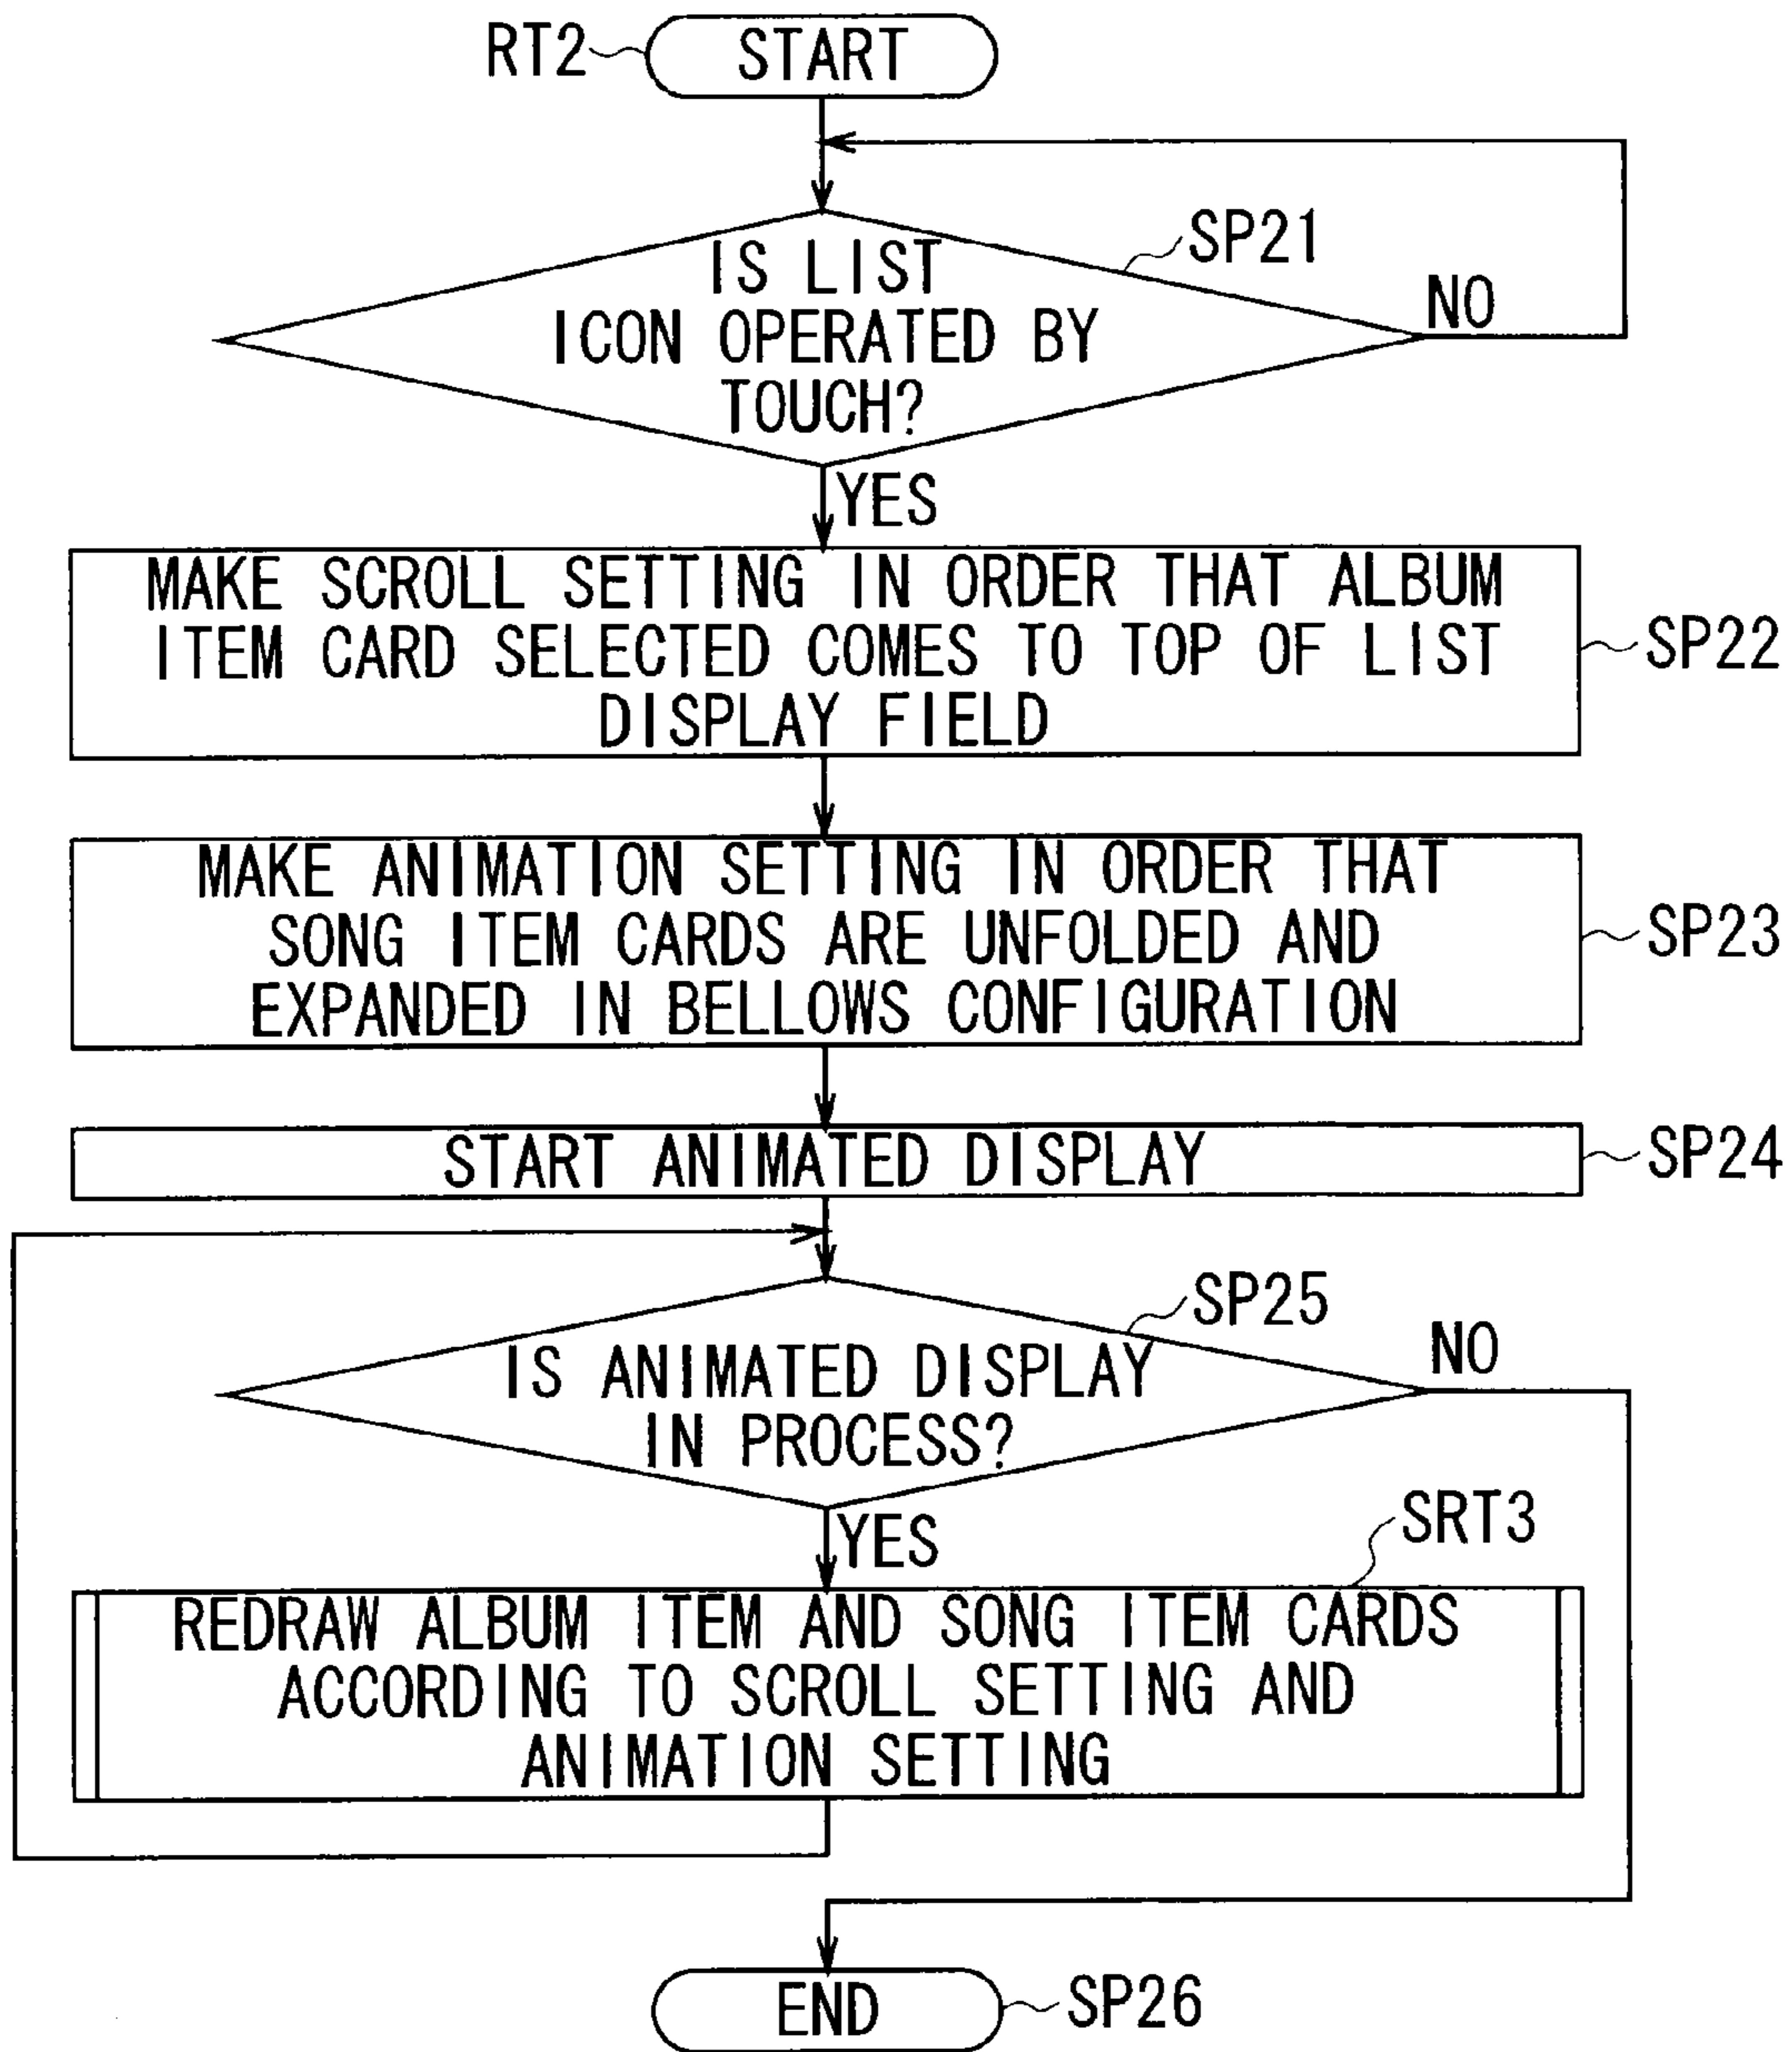 RT2
START
SP21
IS LIST
ICON OPERATED BY
TOUCH?
NO
YES
MAKE SCROLL SETTING IN ORDER THAT ALBUM
ITEM CARD SELECTED COMES TO TOP OF LIST
DISPLAY FIELD
SP22
MAKE ANIMATION SETTING IN ORDER THAT
SONG ITEM CARDS ARE UNFOLDED AND
EXPANDED IN BELLOWS CONFIGURATION
SP23
START ANIMATED DISPLAY
SP24
SP25
IS ANIMATED DISPLAY
IN PROCESS?
NO
YES
SRT3
REDRAW ALBUM ITEM AND SONG ITEM CARDS
ACCORDING TO SCROLL SETTING AND
ANIMATION SETTING
END
SP26